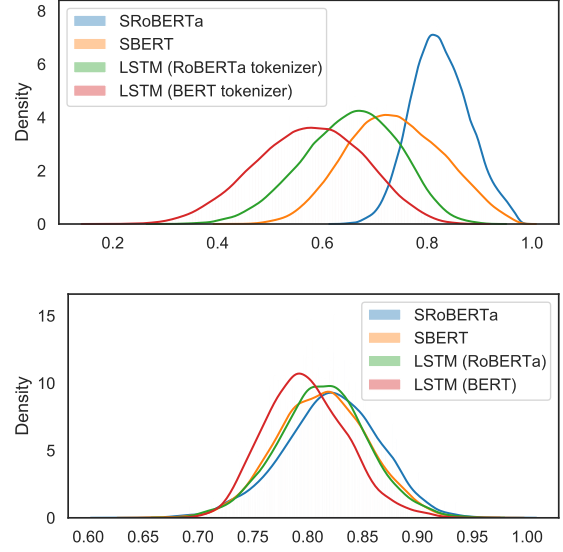 8
6
4
2
0
Density
SRoBERTa
SBERT
LSTM (RoBERTa tokenizer)
LSTM (BERT tokenizer)
0.2 0.4 0.6 0.8 1.0
15
10
5
0
Density
SRoBERTa
SBERT
LSTM (RoBERTa)
LSTM (BERT)
0.60 0.65 0.70 0.75 0.80 0.85 0.90 0.95 1.00